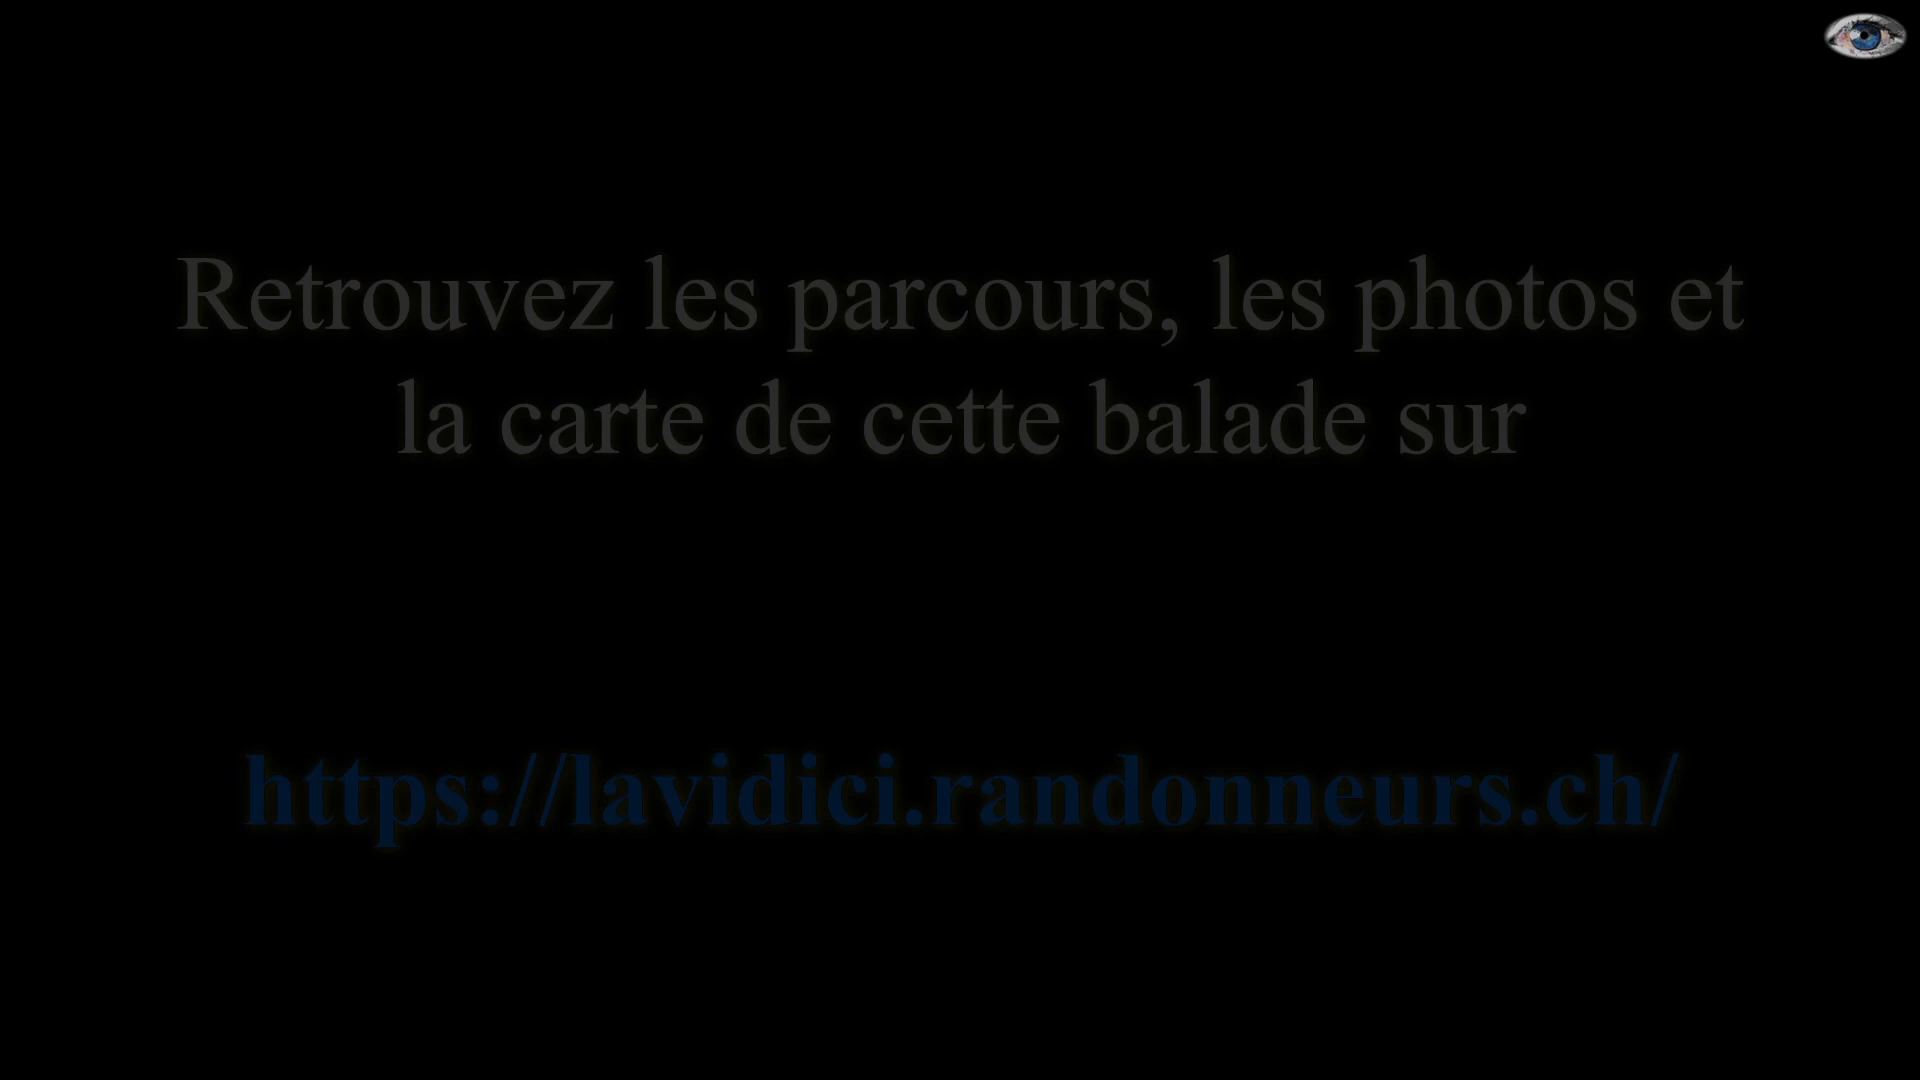 Retrouvez les parcours, les photos et
la carte de cette balade sur
https://lavidici.randonneurs.ch/